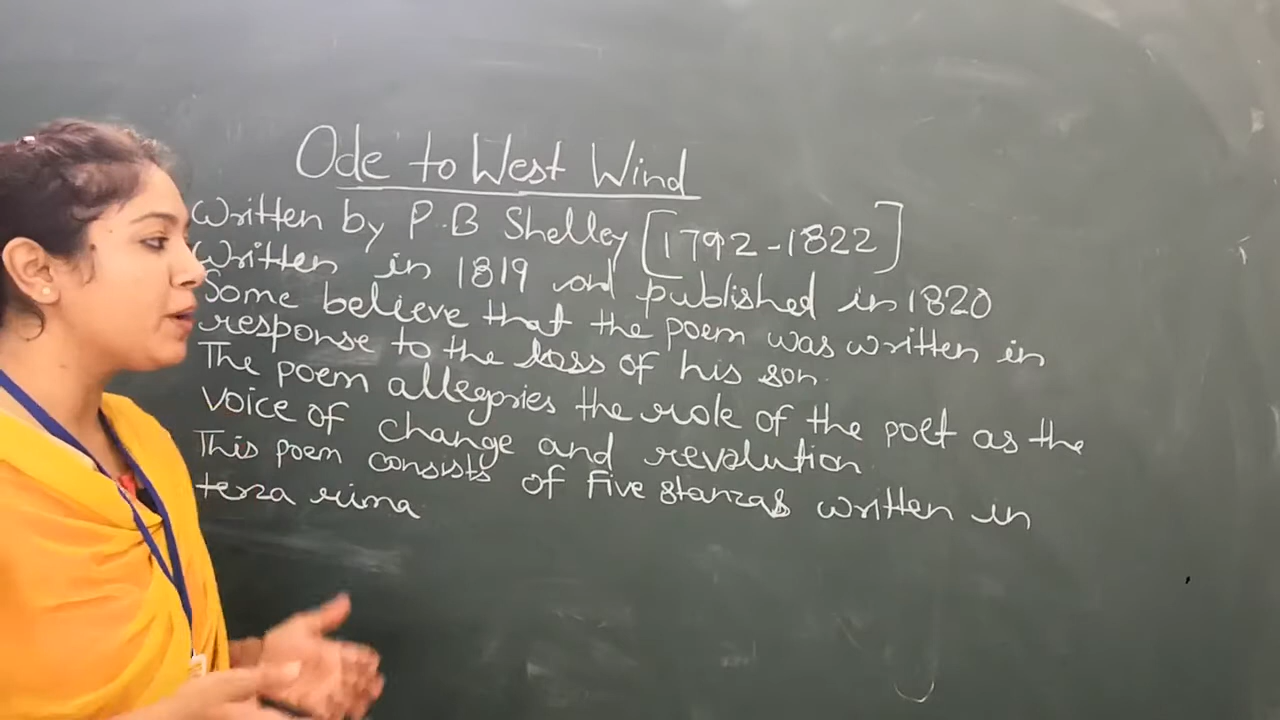 Ode to West Wind
Written by P.B Shelley [1792-1822]
Written in 1819 and published in 1820
Some believe that the poem was written in
response to the loss of his son.
The poem allegories the role of the poet as the
voice of change and revolution
This poem consists of Five stanzas written in
terza rima